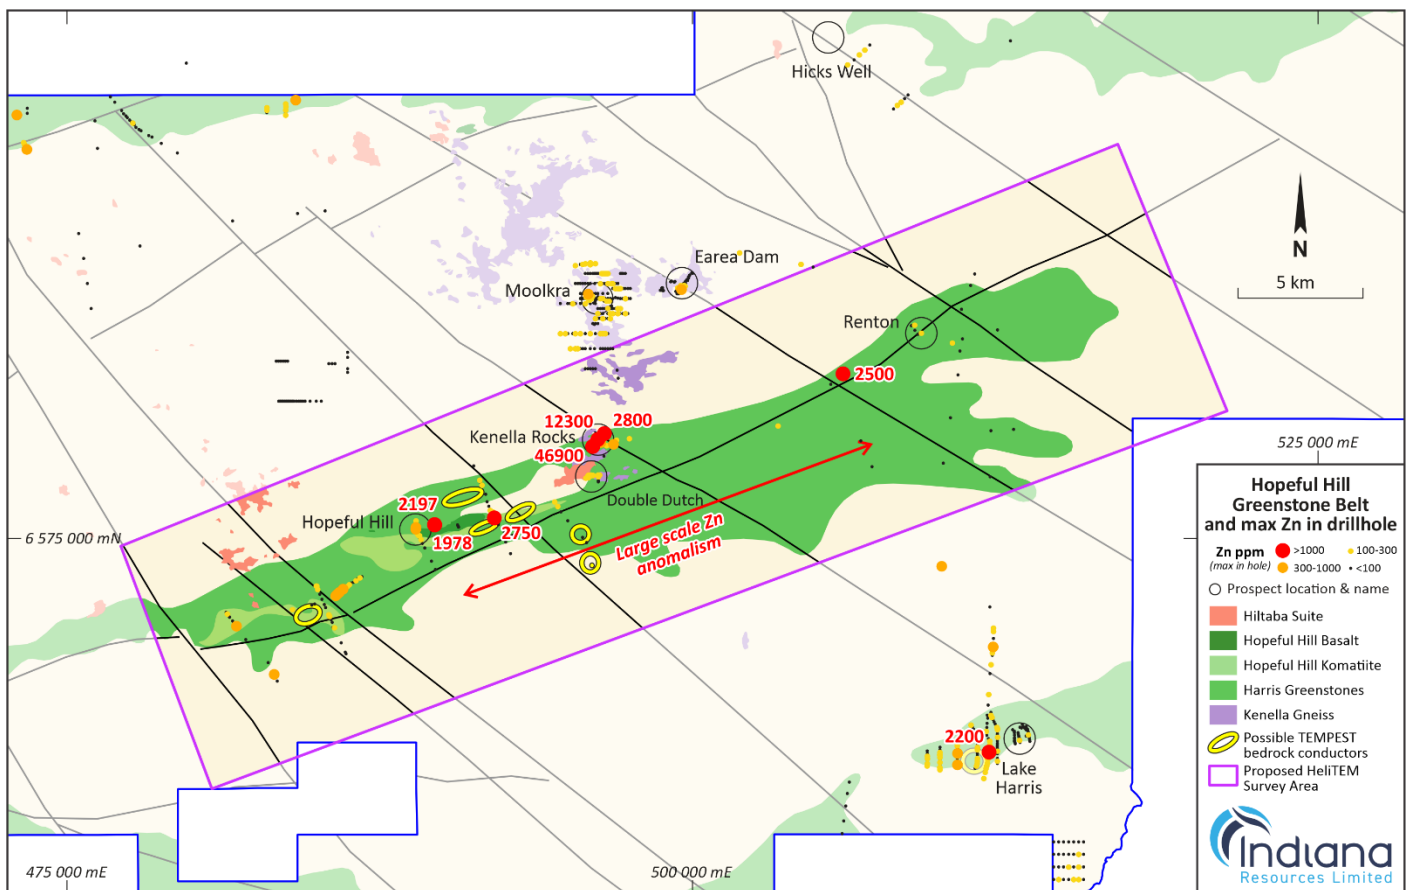 Hicks Well
Earea Dam
Moolkra
N
5 km
Renton
2500
12300
2800
Kenella Rocks
46900
525 000 mE
Double Dutch
2197
Hopeful Hill
1978
2750
6 575 000 mN
Large scale Zn
anomalism
2200
Lake
Harris
475 000 mE
500 000 mE
Hopeful Hill
Greenstone Belt
and max Zn in drillhole
Zn ppm
(max in hole)
>1000
100-300
300-1000
<100
Prospect location & name
Hiltaba Suite
Hopeful Hill Basalt
Hopeful Hill Komatiite
Harris Greenstones
Kenella Gneiss
Possible TEMPEST
bedrock conductors
Proposed HeliTEM
Survey Area
Indiana
Resources Limited